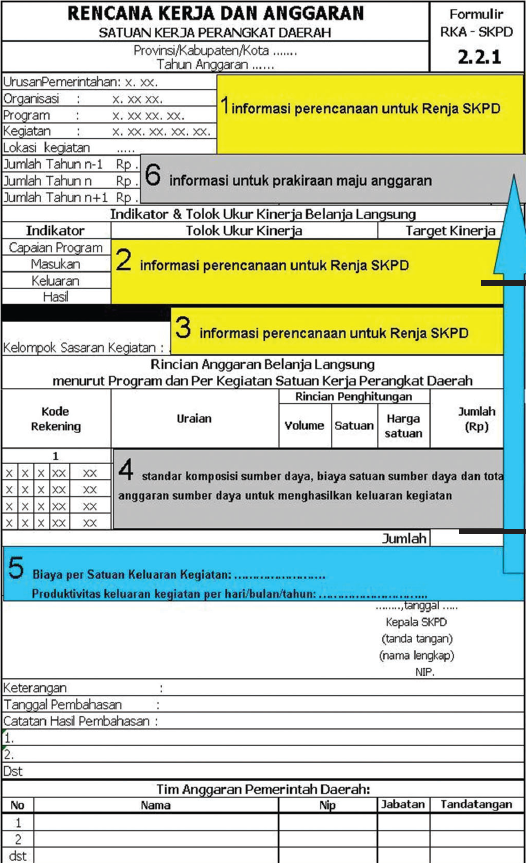 RENCANA KERJA DAN ANGGARAN
SATUAN KERJA PERANGKAT DAERAH
Formulir
RKA - SKPD
2.2.1
Provinsi/Kabupaten/Kota .......
Tahun Anggaran ......
UrusanPemerintahan: x. xx.
Organisasi : x. xx xx.
Program : x. xx xx. xx.
Kegiatan : x. xx. xx. xx. xx.
Lokasi kegiatan .....
1 informasi perencanaan untuk Renja SKPD
Jumlah Tahun n-1 Rp .
Jumlah Tahun n Rp .
Jumlah Tahun n+1 Rp .
6 informasi untuk prakiraan maju anggaran
Indikator & Tolok Ukur Kinerja Belanja Langsung
Indikator Tolok Ukur Kinerja Target Kinerja
Capaian Program
Masukan
Keluaran
Hasil
2 informasi perencanaan untuk Renja SKPD
3 informasi perencanaan untuk Renja SKPD
Kelompok Sasaran Kegiatan : .
Rincian Anggaran Belanja Langsung
menurut Program dan Per Kegiatan Satuan Kerja Perangkat Daerah
Kode Rekening Uraian Rincian Penghitungan Jumlah (Rp)
Volume Satuan Harga satuan
1
x x x xx xx
x x x xx xx
x x x xx xx
x x x xx xx
4 standar komposisi sumber daya, biaya satuan sumber daya dan tota
anggaran sumber daya untuk menghasilkan keluaran kegiatan
Jumlah
5 Biaya per Satuan Keluaran Kegiatan: .........................
Produktivitas keluaran kegiatan per hari/bulan/tahun: ............................
........,tanggal .....
Kepala SKPD
(tanda tangan)
(nama lengkap)
NIP.
Keterangan :
Tanggal Pembahasan :
Catatan Hasil Pembahasan :
1.
2.
Dst
Tim Anggaran Pemerintah Daerah:
No Nama Nip Jabatan Tandatangan
1
2
dst